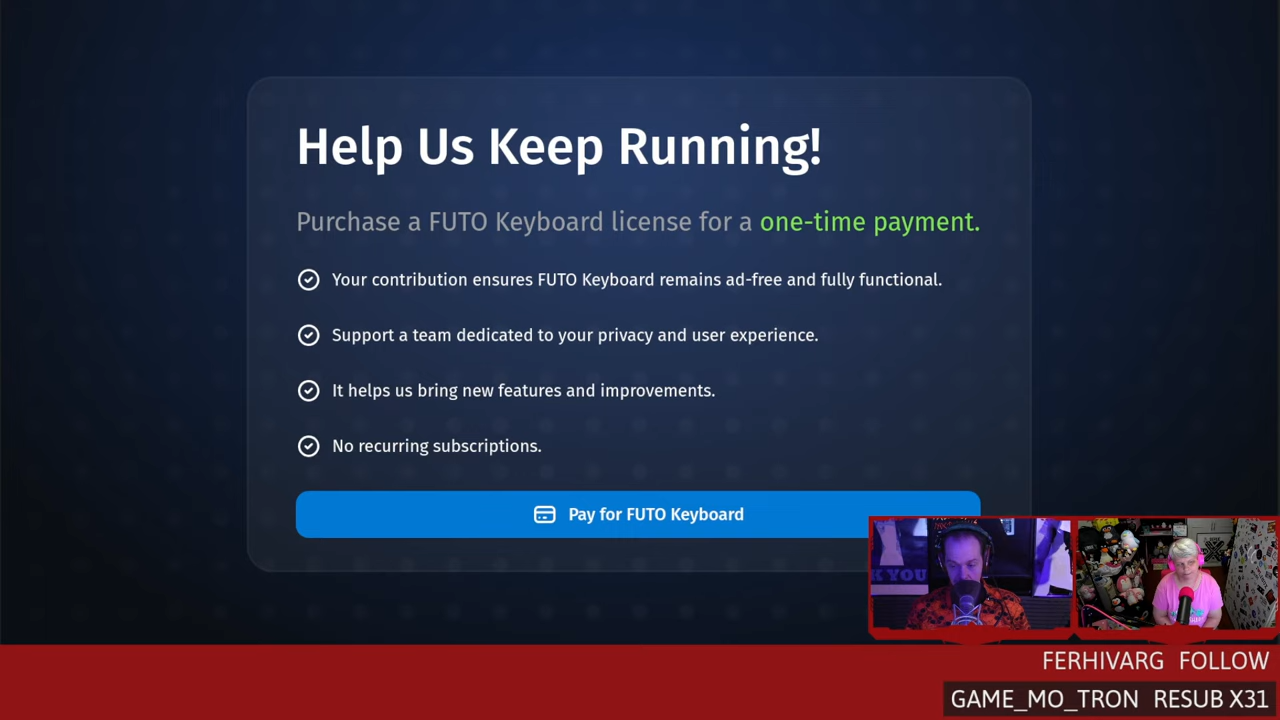 Help Us Keep Running!
Purchase a FUTO Keyboard license for a one-time payment.
Your contribution ensures FUTO Keyboard remains ad-free and fully functional.
Support a team dedicated to your privacy and user experience.
It helps us bring new features and improvements.
No recurring subscriptions.
Pay for FUTO Keyboard
K YOU
FERHIVARG FOLLOW
GAME_MO_TRON RESUB X31